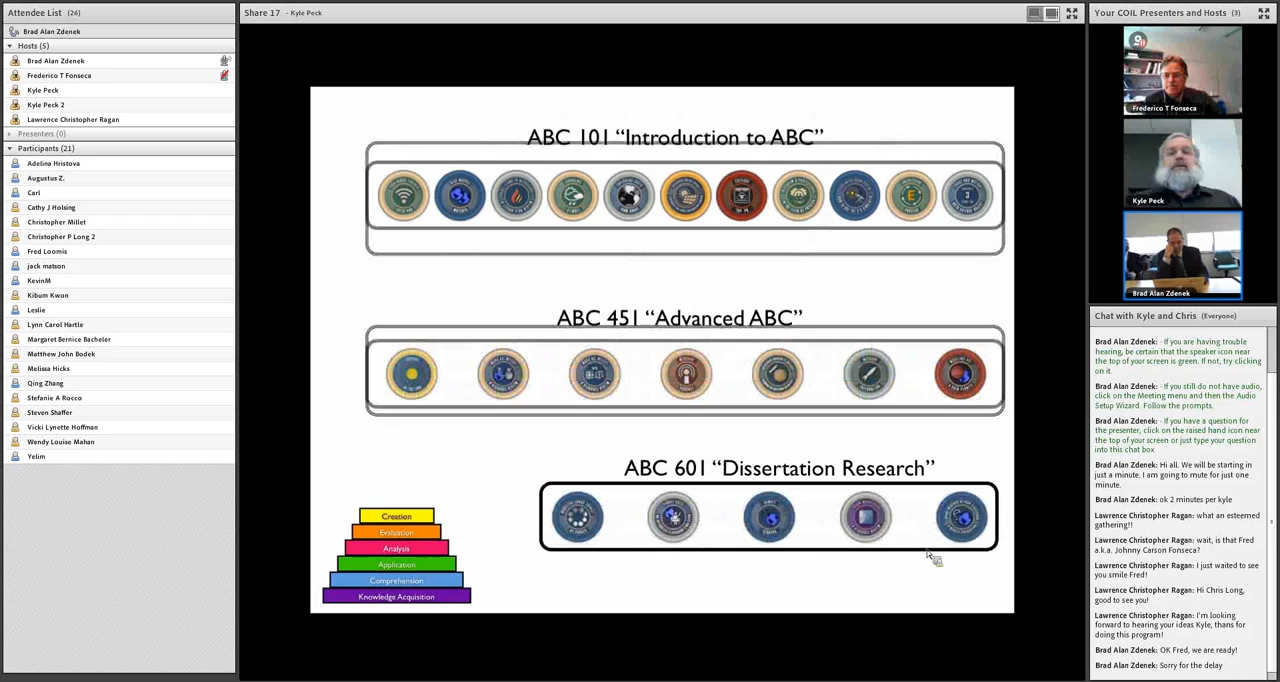 Attendee List (26)
Brad Alan Zdenek
Hosts (5)
Brad Alan Zdenek
Frederico T Fonseca
Kyle Peck
Kyle Peck 2
Lawrence Christopher Ragan
Presenters (0)
Participants (21)
Adelina Hristova
Augustus Z.
Carl
Cathy J Holsing
Christopher Millet
Christopher P Long 2
Fred Loomis
jack matson
KevinM
Kibum Kwon
Leslie
Lynn Carol Hartle
Margaret Bernice Bacheler
Matthew John Bodek
Melissa Hicks
Qing Zhang
Stefanie A Rocco
Steven Shaffer
Vicki Lynette Hoffman
Wendy Louise Mahan
Yelim
Share 17 - Kyle Peck
ABC 101 “Introduction to ABC”
ABC 451 “Advanced ABC”
ABC 601 “Dissertation Research”
Creation
Evaluation
Analysis
Application
Comprehension
Knowledge Acquisition
Your COIL Presenters and Hosts (3)
Frederico T Fonseca
Kyle Peck
Brad Alan Zdenek
Chat with Kyle and Chris (Everyone)
Brad Alan Zdenek: - If you are having trouble
hearing, be certain that the speaker icon near
the top of your screen is green. If not, try clicking
on it.
Brad Alan Zdenek: - If you still do not have audio,
click on the Meeting menu and then the Audio
Setup Wizard. Follow the prompts.
Brad Alan Zdenek: - If you have a question for
the presenter, click on the raised hand icon near
the top of your screen or just type your question
into this chat box
Brad Alan Zdenek: Hi all. We will be starting in
just a minute. I am going to mute for just one
minute.
Brad Alan Zdenek: ok 2 minutes per kyle
Lawrence Christopher Ragan: what an esteemed
gathering!!
Lawrence Christopher Ragan: wait, is that Fred
a.k.a. Johnny Carson Fonseca?
Lawrence Christopher Ragan: I just waited to see
you smile Fred!
Lawrence Christopher Ragan: Hi Chris Long,
good to see you!
Lawrence Christopher Ragan: I'm looking
forward to hearing your ideas Kyle, thans for
doing this program!
Brad Alan Zdenek: OK Fred, we are ready!
Brad Alan Zdenek: Sorry for the delay